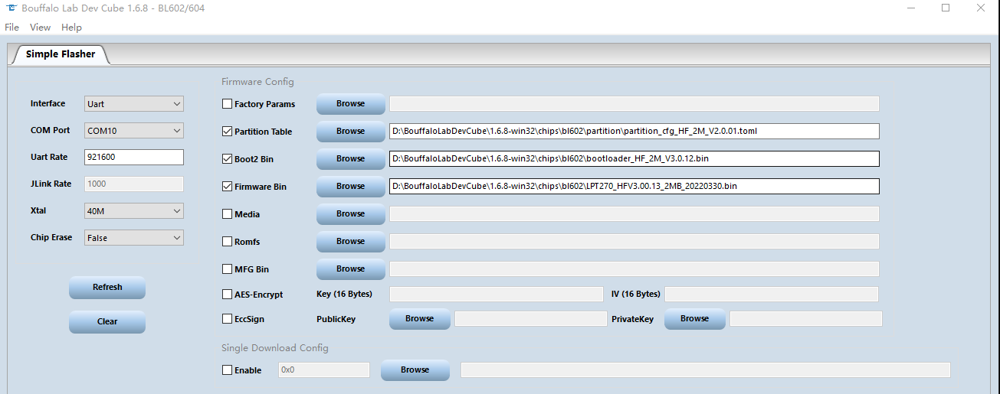 Bouffalo Lab Dev Cube 1.6.8 - BL602/604
File View Help
Simple Flasher
Interface Uart
COM Port COM10
Uart Rate 921600
JLink Rate 1000
Xtal 40M
Chip Erase False
Refresh
Clear
Firmware Config
Factory Params Browse
Partition Table Browse D:\BouffaloLabDevCube\1.6.8-win32\chips\bl602\partition\partition_cfg_HF_2M_V2.0.01.toml
Boot2 Bin Browse D:\BouffaloLabDevCube\1.6.8-win32\chips\bl602\bootloader_HF_2M_V3.0.12.bin
Firmware Bin Browse D:\BouffaloLabDevCube\1.6.8-win32\chips\bl602\LPT270_HFV3.00.13_2MB_20220330.bin
Media Browse
Romfs Browse
MFG Bin Browse
AES-Encrypt Key (16 Bytes) IV (16 Bytes)
EccSign PublicKey Browse PrivateKey Browse
Single Download Config
Enable 0x0 Browse